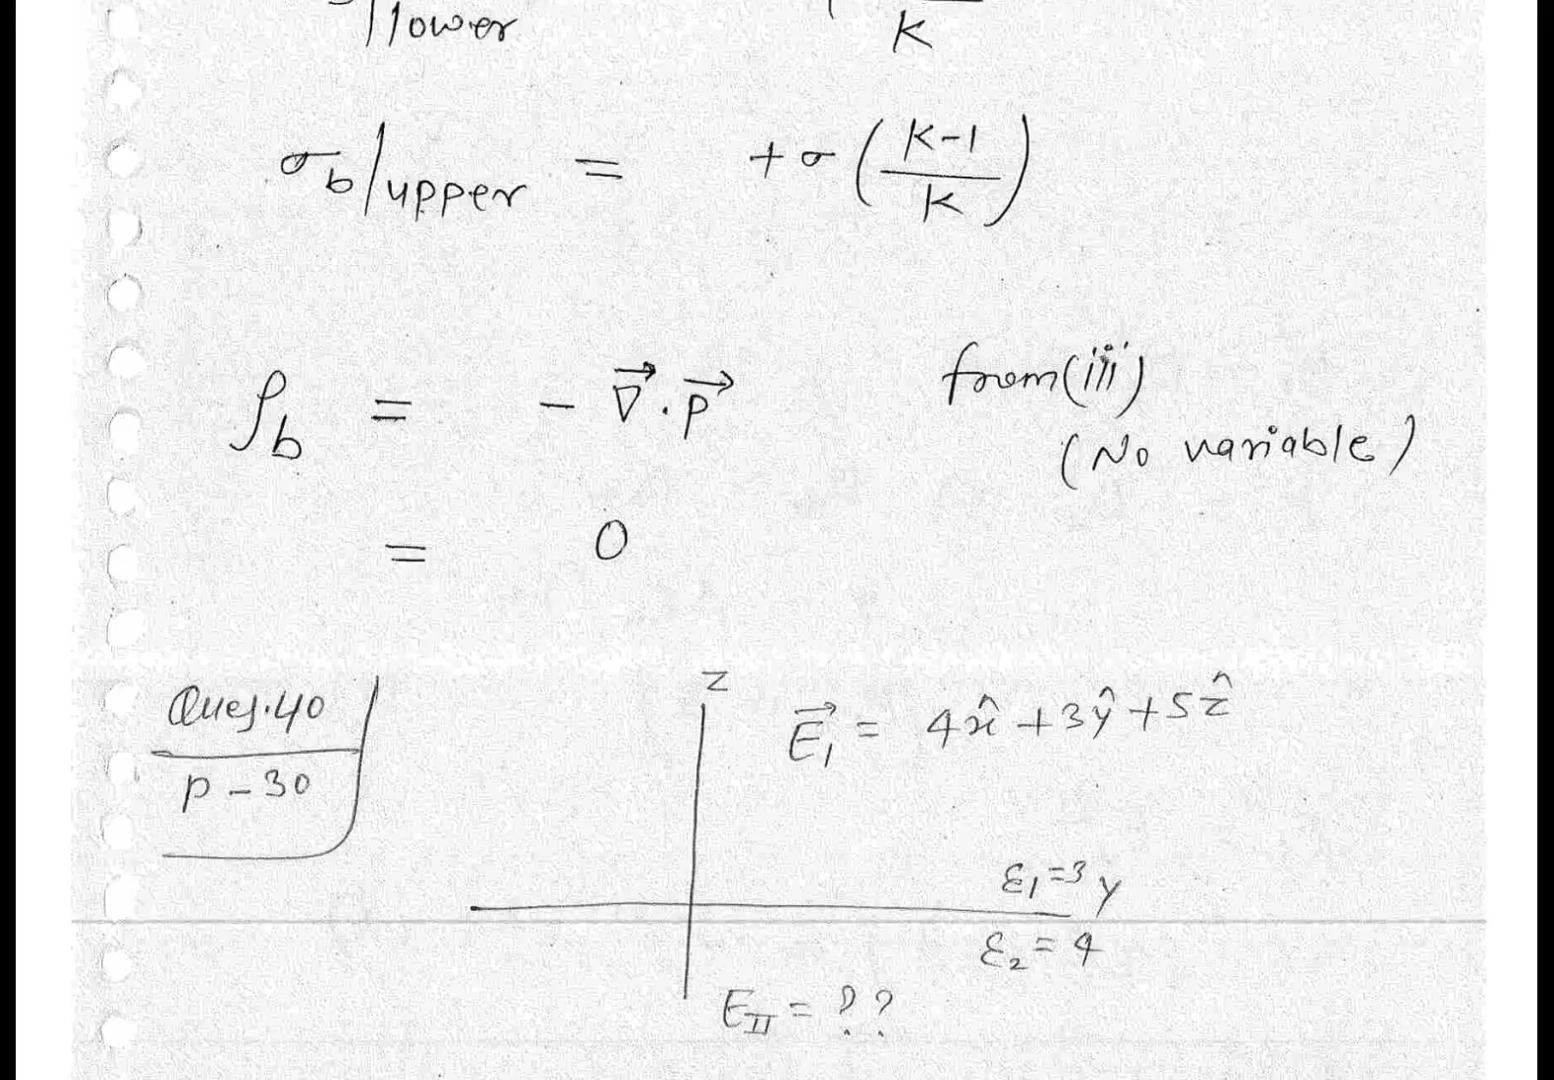 lower
K
σb|upper = +σ(K-1/K)
ρb = - ∇⃗.P⃗ from(iii)
(No variable)
= 0
Ques.40
P-30
z
E⃗1 = 4x̂+3ŷ+5ẑ
ε1=3 y
ε2=4
EII = ??